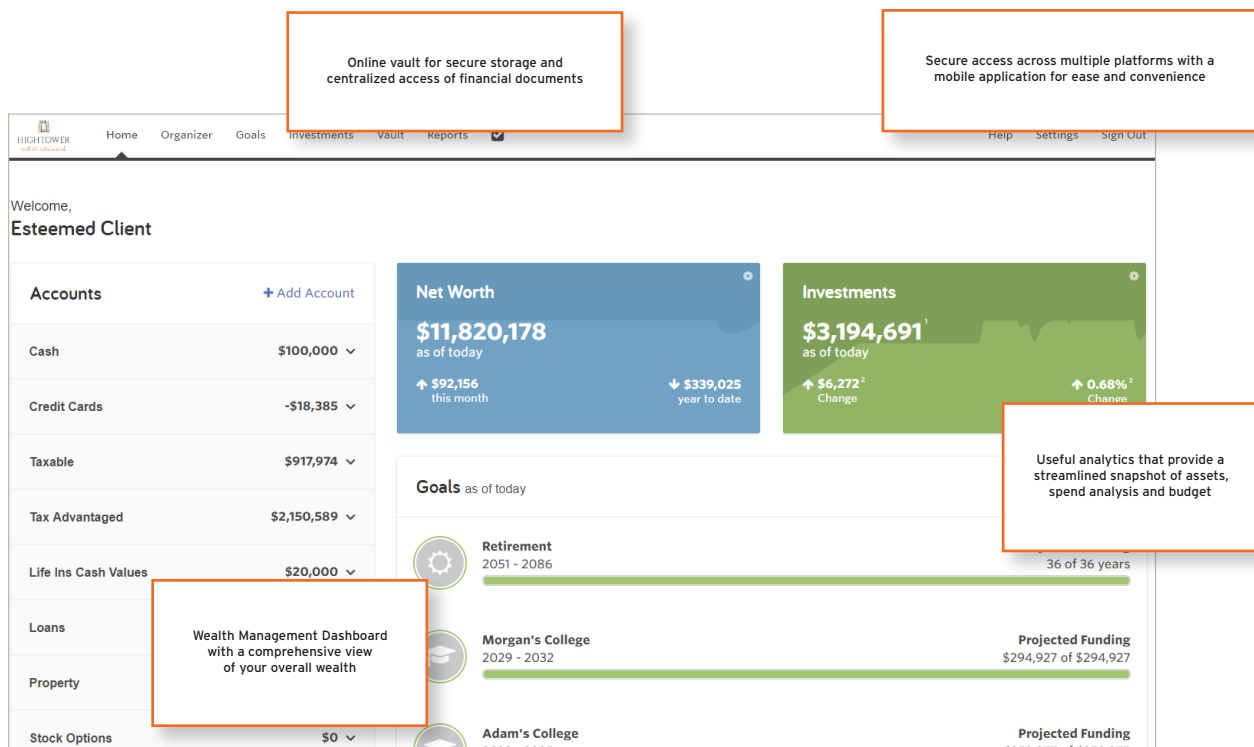 Online vault for secure storage and
centralized access of financial documents
Secure access across multiple platforms with a
mobile application for ease and convenience
HIGHTOWER
Home Organizer Goals Investments Vault Reports
Help Settings Sign Out
Welcome,
Esteemed Client
Accounts + Add Account
Cash $100,000
Credit Cards -$18,385
Taxable $917,974
Tax Advantaged $2,150,589
Life Ins Cash Values $20,000
Loans
Property
Stock Options $0
Wealth Management Dashboard
with a comprehensive view
of your overall wealth
Net Worth
$11,820,178
as of today
$92,156
this month
$339,025
year to date
Investments
$3,194,691 1
as of today
$6,272 2
Change
0.68% 2
Change
Useful analytics that provide a
streamlined snapshot of assets,
spend analysis and budget
Goals as of today
Retirement
2051 - 2086
36 of 36 years
Morgan's College
2029 - 2032
Projected Funding
$294,927 of $294,927
Adam's College
Projected Funding